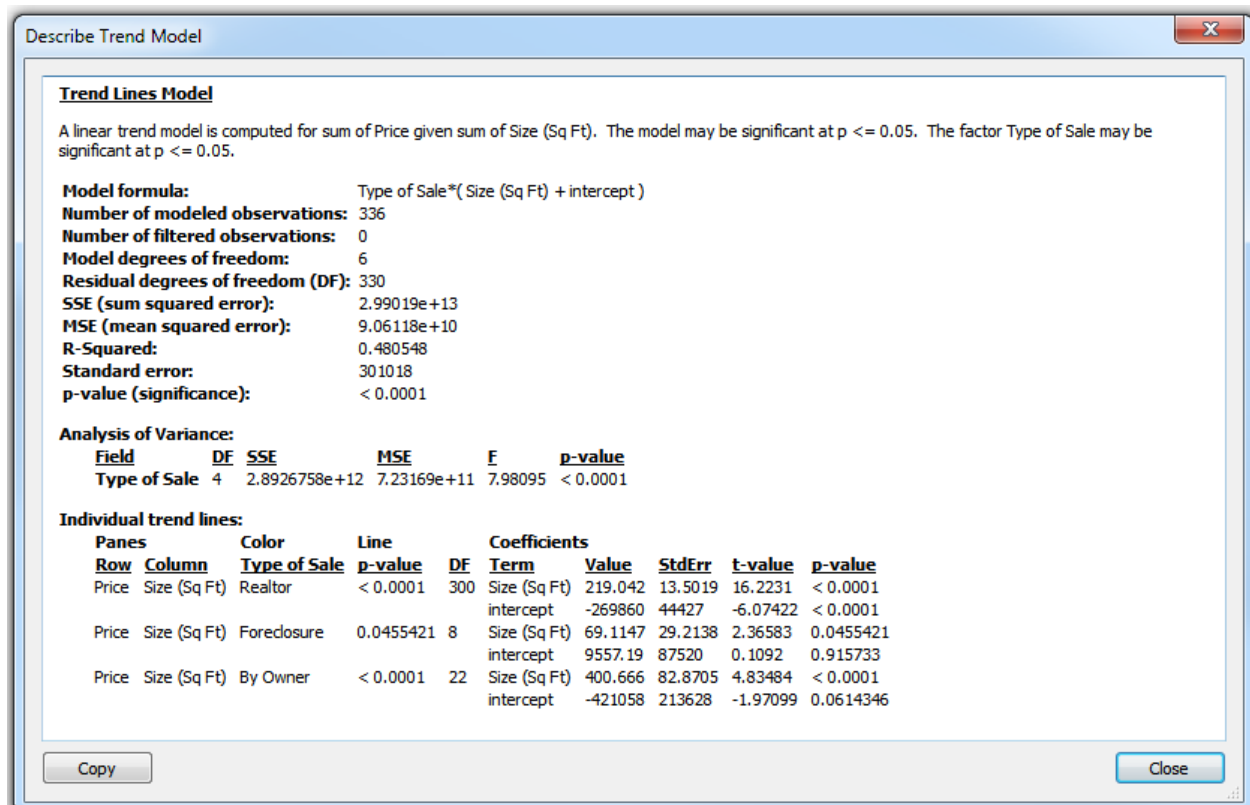 Describe Trend Model
Trend Lines Model
A linear trend model is computed for sum of Price given sum of Size (Sq Ft). The model may be significant at p <= 0.05. The factor Type of Sale may be
significant at p <= 0.05.
Model formula: Type of Sale*( Size (Sq Ft) + intercept )
Number of modeled observations: 336
Number of filtered observations: 0
Model degrees of freedom: 6
Residual degrees of freedom (DF): 330
SSE (sum squared error): 2.99019e+13
MSE (mean squared error): 9.06118e+10
R-Squared: 0.480548
Standard error: 301018
p-value (significance): < 0.0001
Analysis of Variance:
Field DF SSE MSE F p-value
Type of Sale 4 2.8926758e+12 7.23169e+11 7.98095 < 0.0001
Individual trend lines:
Panes Color Line Coefficients
Row Column Type of Sale p-value DF Term Value StdErr t-value p-value
Price Size (Sq Ft) Realtor < 0.0001 300 Size (Sq Ft) 219.042 13.5019 16.2231 < 0.0001
intercept -269860 44427 -6.07422 < 0.0001
Price Size (Sq Ft) Foreclosure 0.0455421 8 Size (Sq Ft) 69.1147 29.2138 2.36583 0.0455421
intercept 9557.19 87520 0.1092 0.915733
Price Size (Sq Ft) By Owner < 0.0001 22 Size (Sq Ft) 400.666 82.8705 4.83484 < 0.0001
intercept -421058 213628 -1.97099 0.0614346
Copy Close